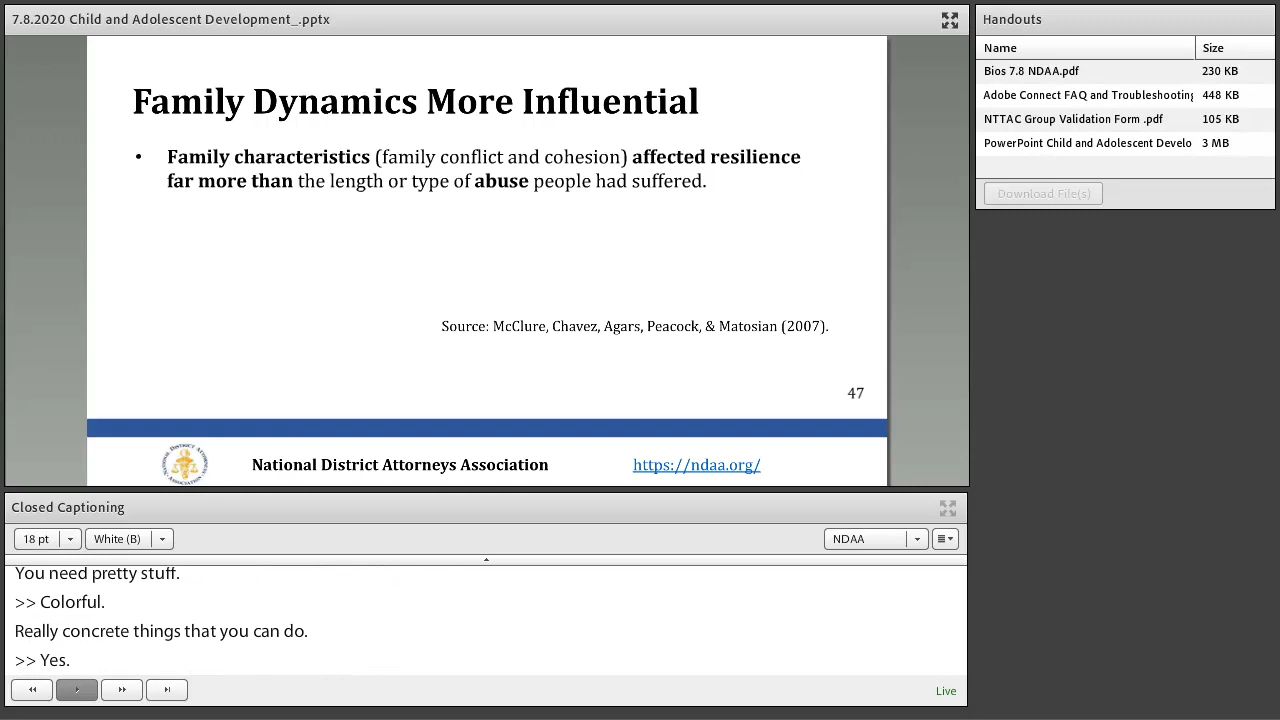 7.8.2020 Child and Adolescent Development_.pptx
Family Dynamics More Influential
• Family characteristics (family conflict and cohesion) affected resilience
far more than the length or type of abuse people had suffered.
Source: McClure, Chavez, Agars, Peacock, & Matosian (2007).
47
National District Attorneys Association
https://ndaa.org/
Handouts
Name Size
Bios 7.8 NDAA.pdf 230 KB
Adobe Connect FAQ and Troubleshooting 448 KB
NTTAC Group Validation Form .pdf 105 KB
PowerPoint Child and Adolescent Develo 3 MB
Download File(s)
Closed Captioning
18 pt White (B) NDAA
You need pretty stuff.
>> Colorful.
Really concrete things that you can do.
>> Yes.
Live